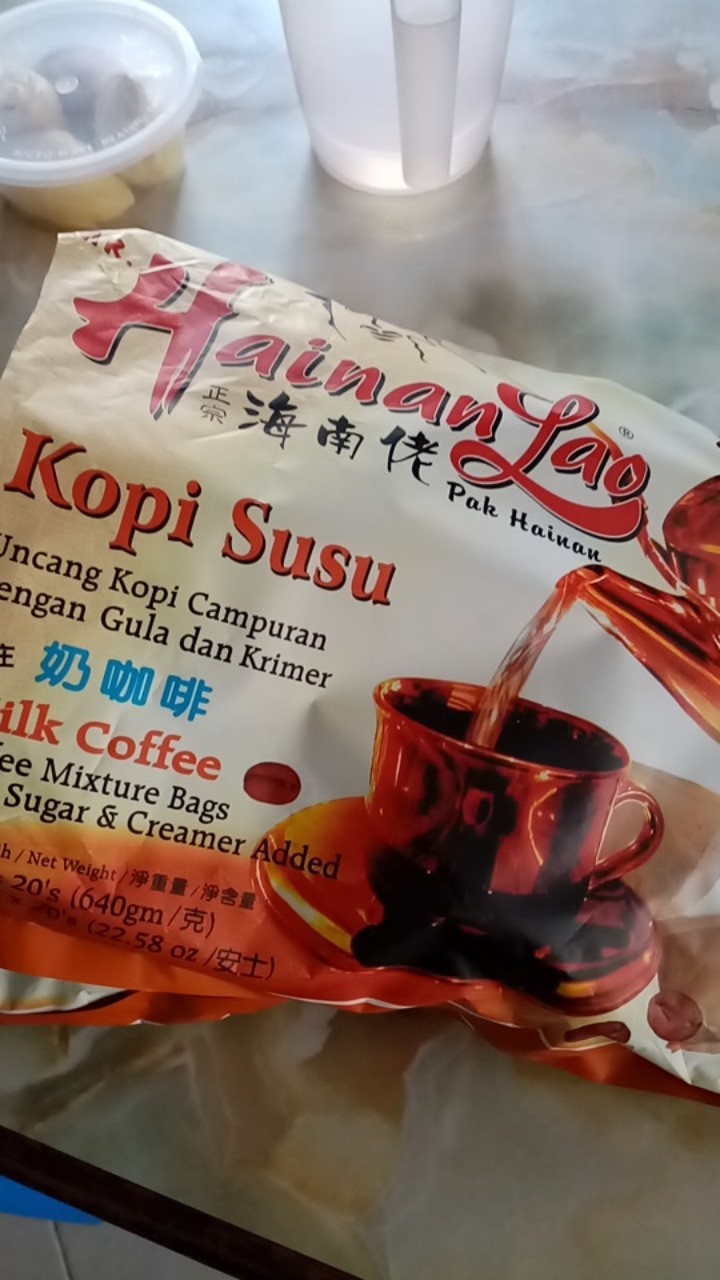 MR.
Hainan Lao ®
正宗 海南佬
Pak Hainan
Kopi Susu
Uncang Kopi Campuran
engan Gula dan Krimer
奶咖啡
ilk Coffee
ee Mixture Bags
Sugar & Creamer Added
h / Net Weight / 淨重量 / 淨含量
20's (640gm /克)
x 20's (22.58 oz /安士)